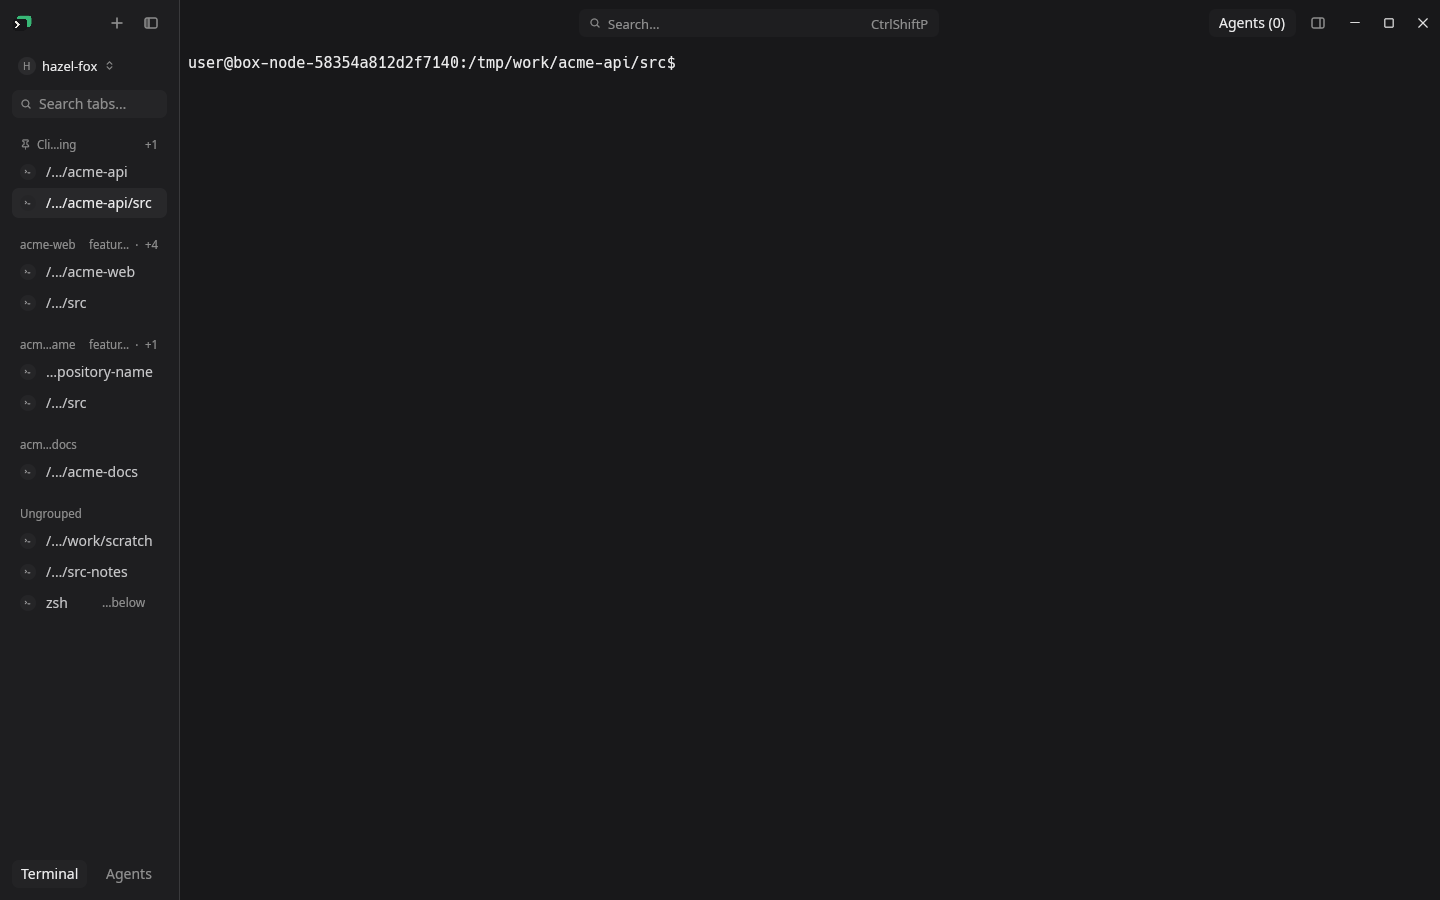 Search...
CtrlShiftP
Agents (0)
H hazel-fox
Search tabs...
Cli...ing +1
/.../acme-api
/.../acme-api/src
acme-web featur... · +4
/.../acme-web
/.../src
acm...ame featur... · +1
...pository-name
/.../src
acm...docs
/.../acme-docs
Ungrouped
/.../work/scratch
/.../src-notes
zsh ...below
Terminal
Agents
user@box-node-58354a812d2f7140:/tmp/work/acme-api/src$